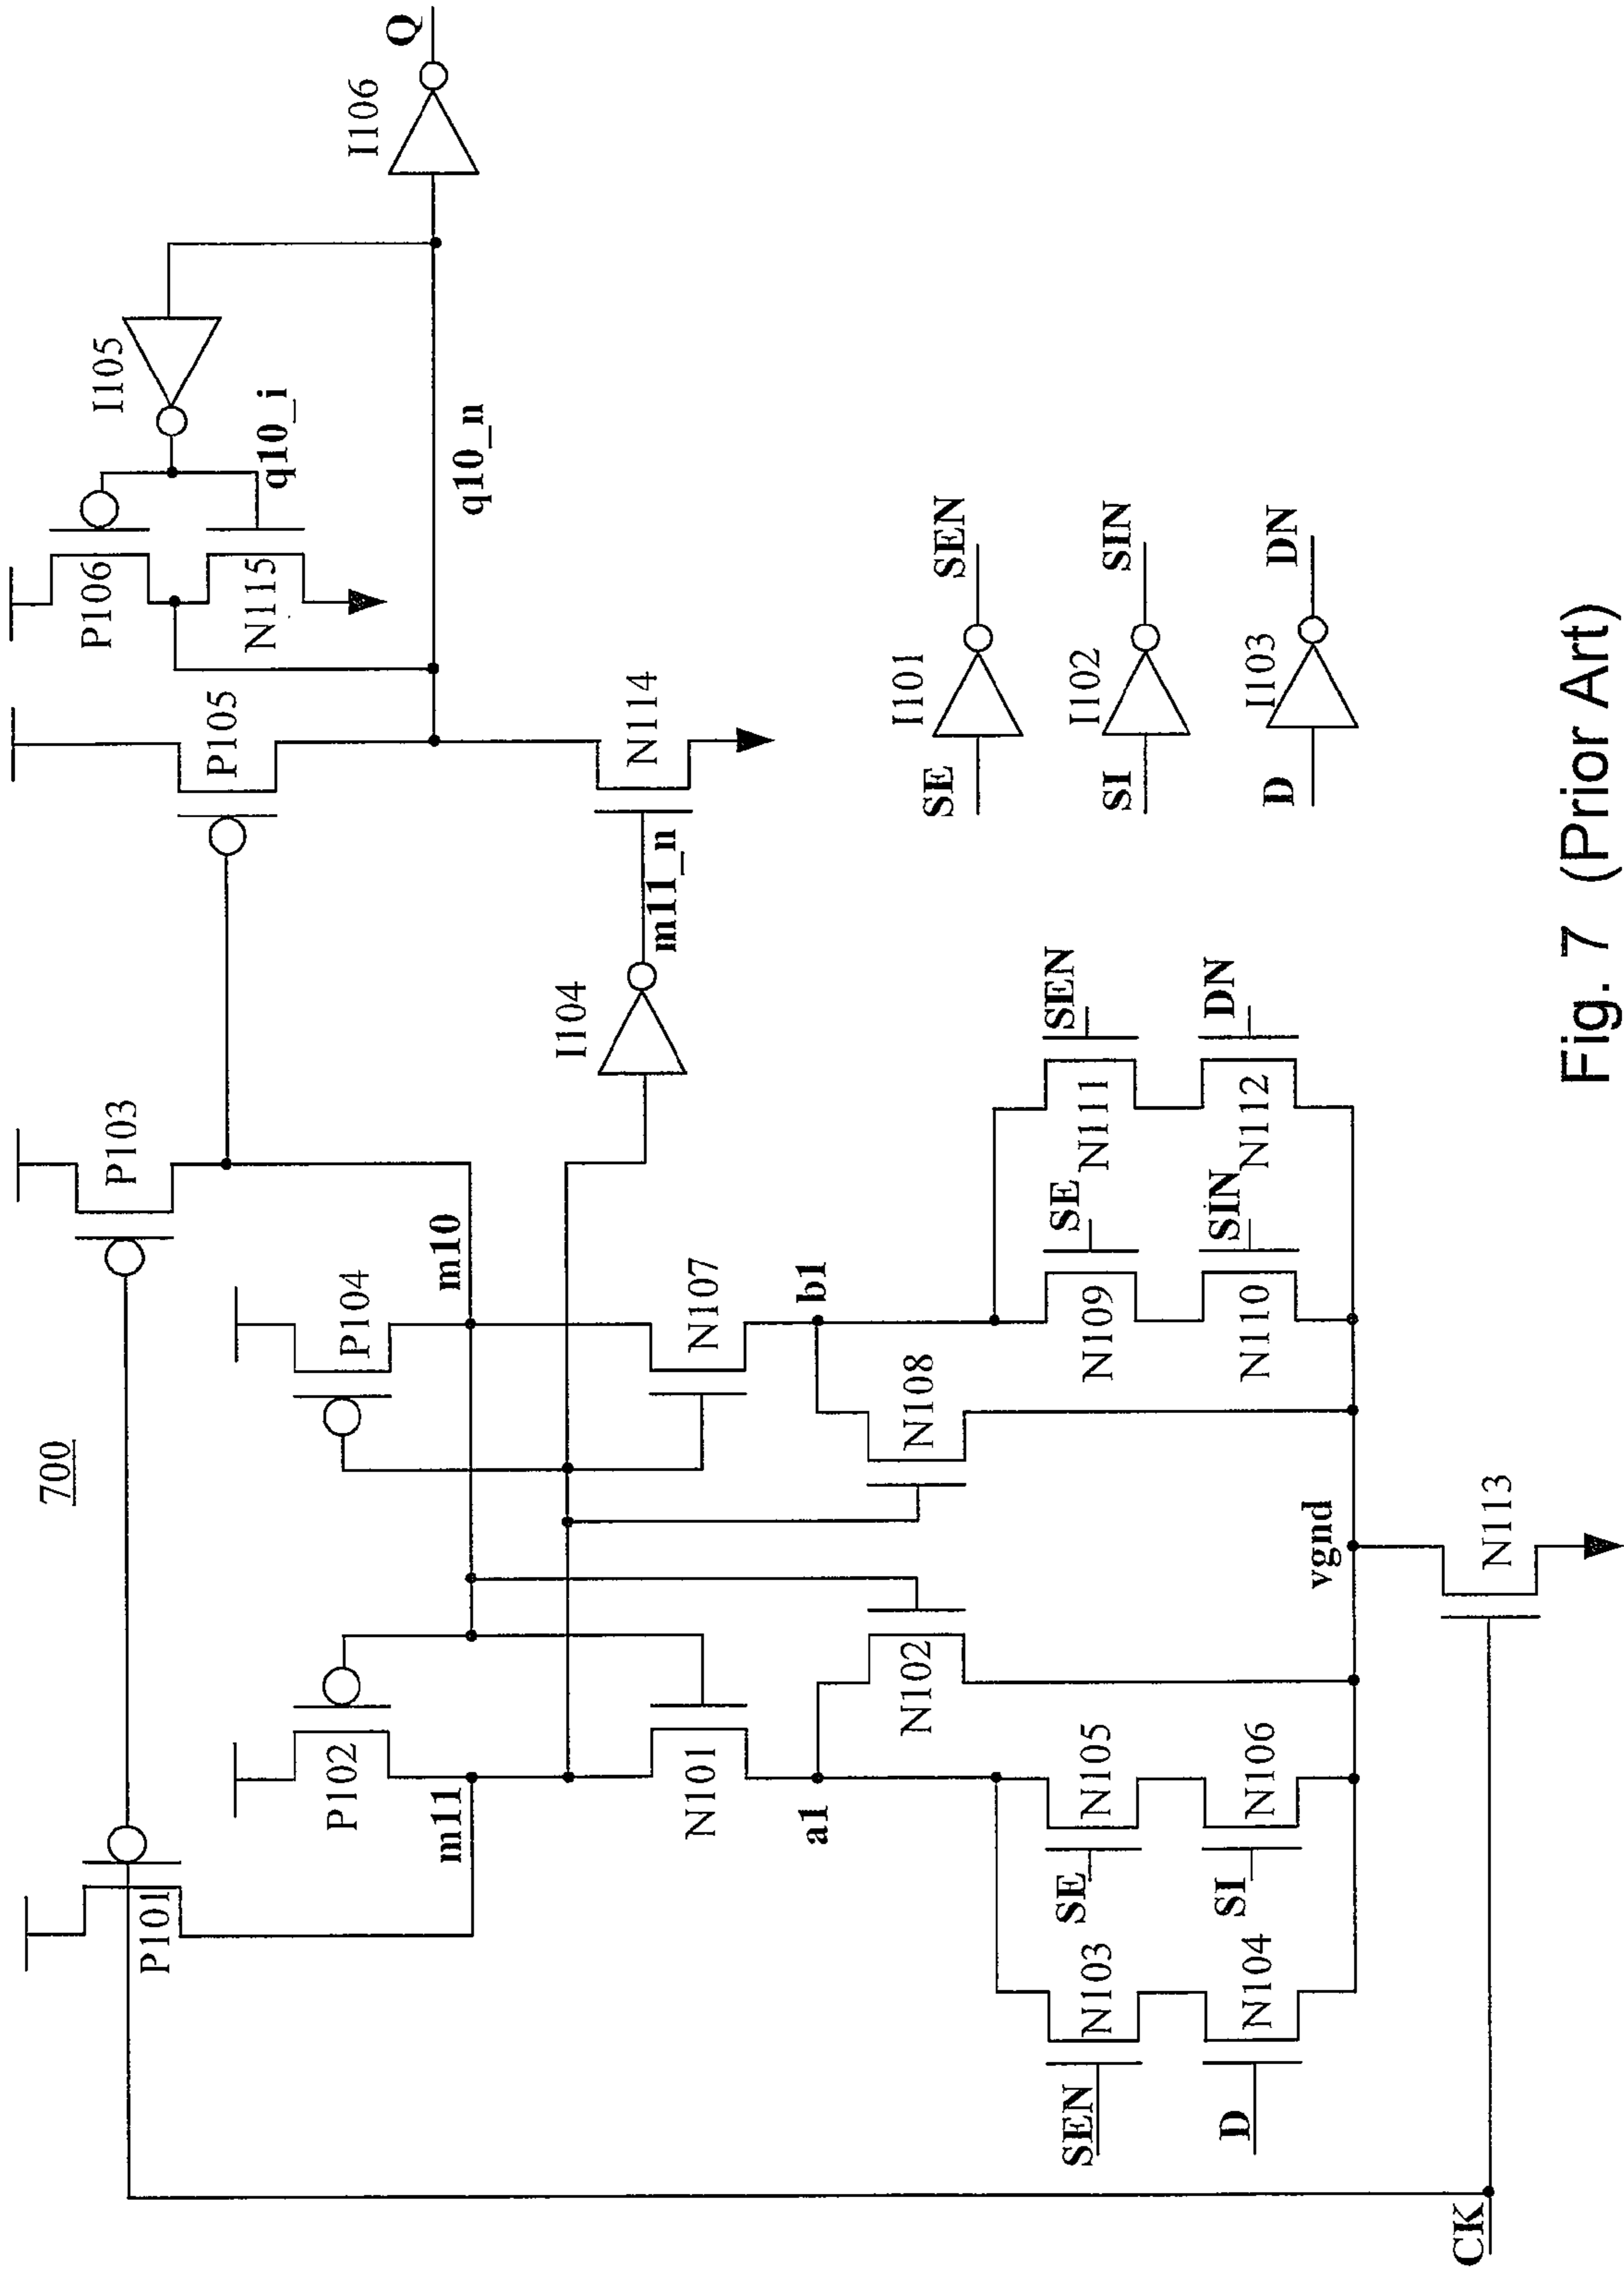 700
P101
P103
P102
P104
m11
m10
N101
N107
a1
b1
N102
N108
SEN
N103
SE
N105
D
N104
SI
N106
SE
N109
SEN
N111
SIN
N110
DN
N112
vgnd
CK
N113
I104
m11_n
P105
N114
P106
N115
I105
q10_i
q10_n
I106
Q
SE
I101
SEN
SI
I102
SIN
D
I103
DN
Fig. 7 (Prior Art)